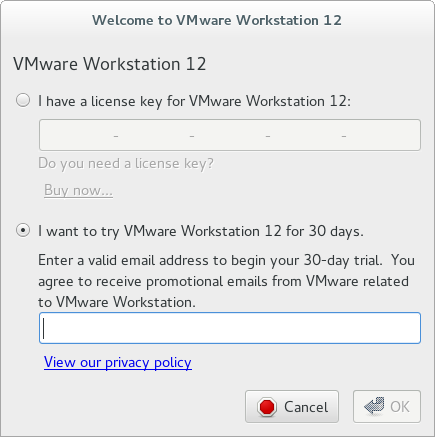 Welcome to VMware Workstation 12
VMware Workstation 12
I have a license key for VMware Workstation 12:
- - - -
Do you need a license key?
Buy now...
I want to try VMware Workstation 12 for 30 days.
Enter a valid email address to begin your 30-day trial. You
agree to receive promotional emails from VMware related
to VMware Workstation.
View our privacy policy
Cancel OK